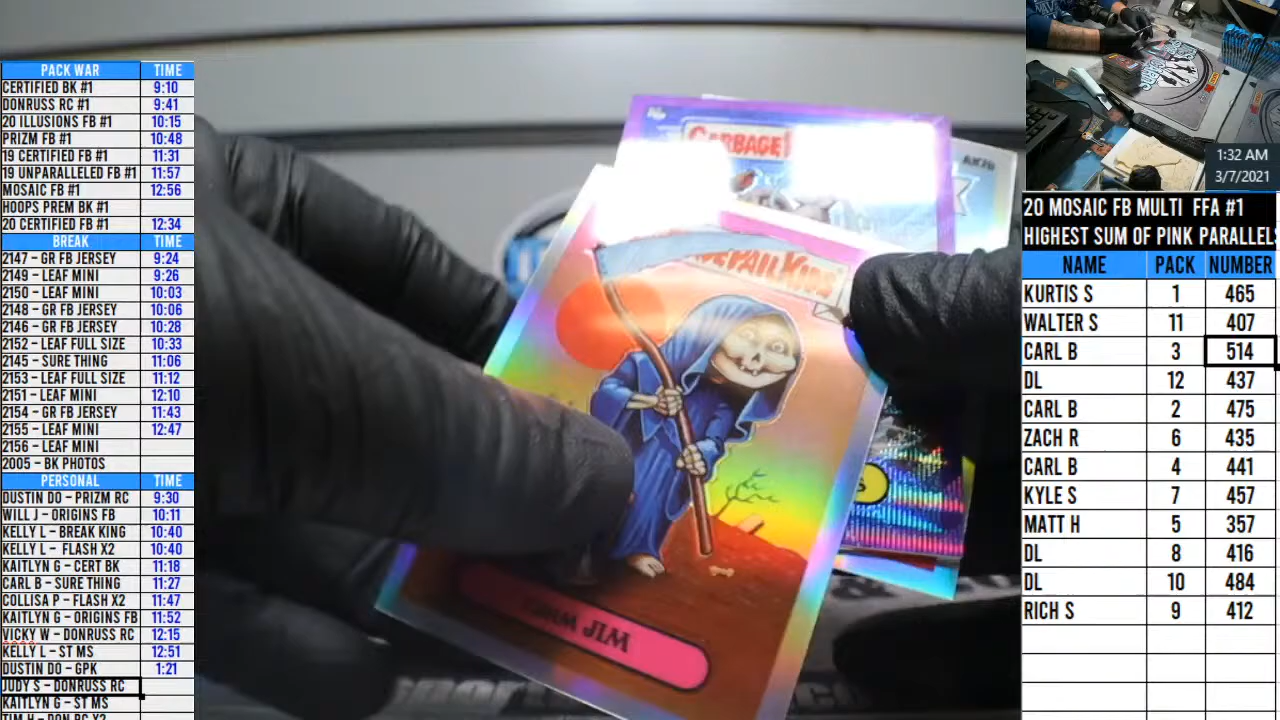 PACK WAR TIME
CERTIFIED BK #1 9:10
DONRUSS RC #1 9:41
20 ILLUSIONS FB #1 10:15
PRIZM FB #1 10:48
19 CERTIFIED FB #1 11:31
19 UNPARALLELED FB #1 11:57
MOSAIC FB #1 12:56
HOOPS PREM BK #1
20 CERTIFIED FB #1 12:34
BREAK TIME
2147 - GR FB JERSEY 9:24
2149 - LEAF MINI 9:26
2150 - LEAF MINI 10:03
2148 - GR FB JERSEY 10:06
2146 - GR FB JERSEY 10:28
2152 - LEAF FULL SIZE 10:33
2145 - SURE THING 11:06
2153 - LEAF FULL SIZE 11:12
2151 - LEAF MINI 12:10
2154 - GR FB JERSEY 11:43
2155 - LEAF MINI 12:47
2156 - LEAF MINI
2005 - BK PHOTOS
PERSONAL TIME
DUSTIN DO - PRIZM RC 9:30
WILL J - ORIGINS FB 10:11
KELLY L - BREAK KING 10:40
KELLY L - FLASH X2 10:40
KAITLYN G - CERT BK 11:18
CARL B - SURE THING 11:27
COLLISA P - FLASH X2 11:47
KAITLYN G - ORIGINS FB 11:52
VICKY W - DONRUSS RC 12:15
KELLY L - ST MS 12:51
DUSTIN DO - GPK 1:21
JUDY S - DONRUSS RC
KAITLYN G - ST MS
TIM H - DON RC X2
GARBAGE
JIM
1:32 AM
3/7/2021
20 MOSAIC FB MULTI FFA #1
HIGHEST SUM OF PINK PARALLELS
NAME PACK NUMBER
KURTIS S 1 465
WALTER S 11 407
CARL B 3 514
DL 12 437
CARL B 2 475
ZACH R 6 435
CARL B 4 441
KYLE S 7 457
MATT H 5 357
DL 8 416
DL 10 484
RICH S 9 412